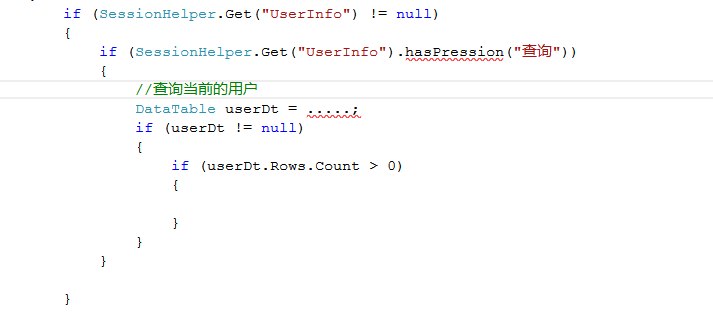 if (SessionHelper.Get("UserInfo") != null)
{
if (SessionHelper.Get("UserInfo").hasPression("查询"))
{
//查询当前的用户
DataTable userDt = .....;
if (userDt != null)
{
if (userDt.Rows.Count > 0)
{
}
}
}
}